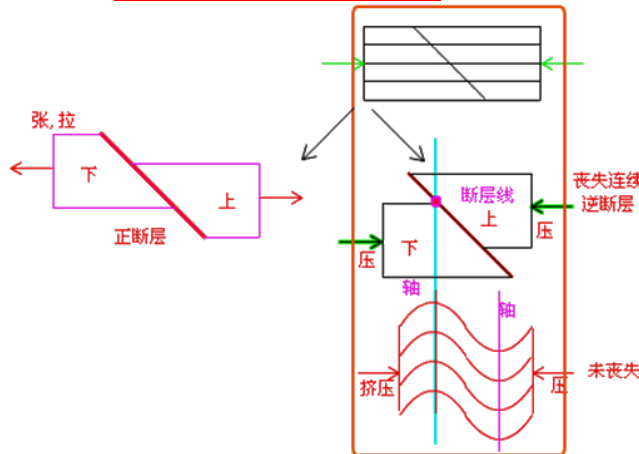 张,拉
下
上
正断层
断层线
上
下
压
压
丧失连续
逆断层
轴
轴
挤压
压
未丧失